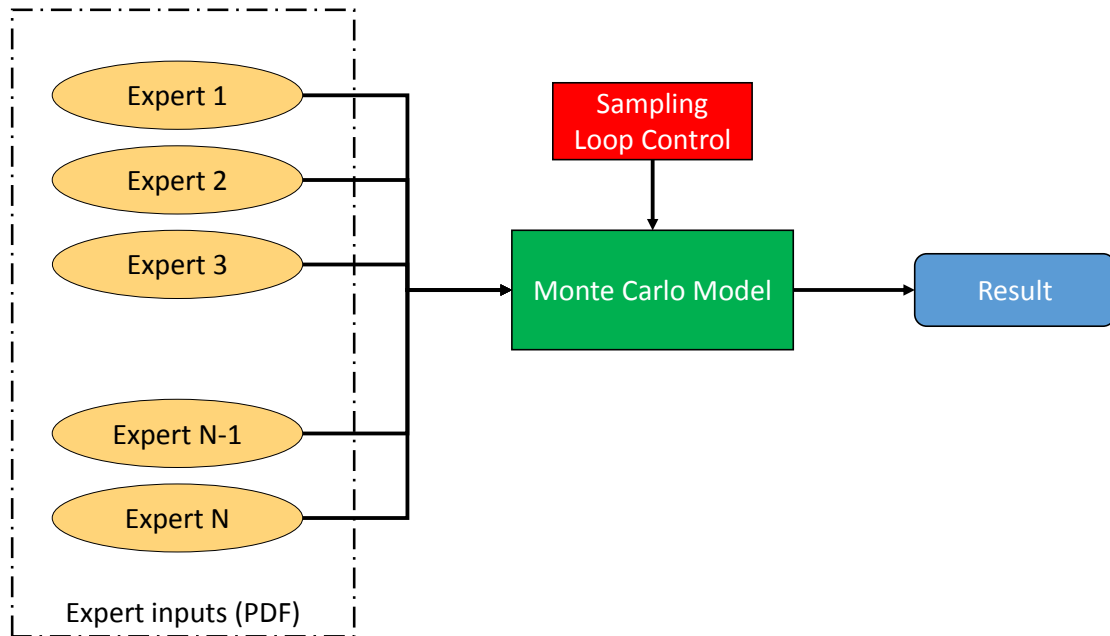 Expert 1
Expert 2
Expert 3
Expert N-1
Expert N
Expert inputs (PDF)
Sampling
Loop Control
Monte Carlo Model
Result